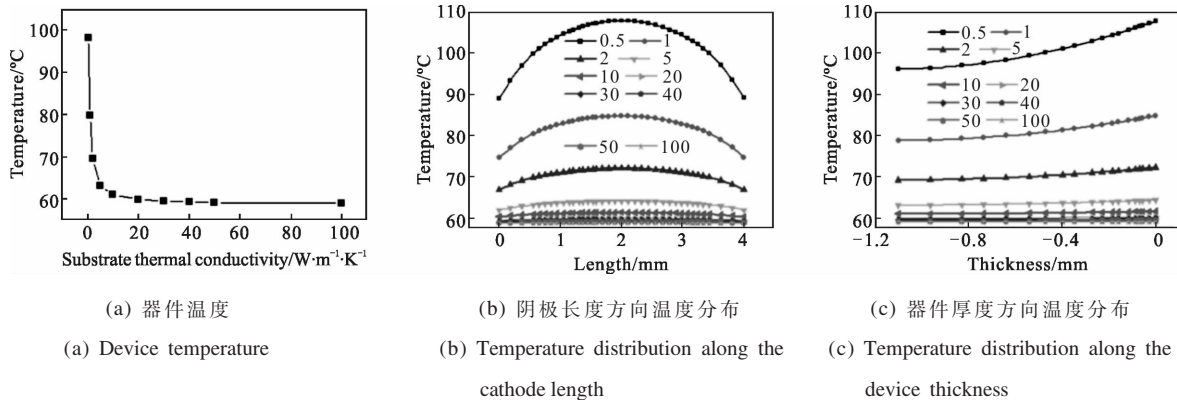 Temperature/°C
100
90
80
70
60
0 20 40 60 80 100
Substrate thermal conductivity/W·m⁻¹·K⁻¹
(a) 器件温度
(a) Device temperature
Temperature/°C
110
100
90
80
70
60
0.5 1
2 5
10 20
30 40
50 100
0 1 2 3 4
Length/mm
(b) 阴极长度方向温度分布
(b) Temperature distribution along the
cathode length
Temperature/°C
110
100
90
80
70
60
0.5 1
2 5
10 20
30 40
50 100
−1.2 −0.8 −0.4 0
Thickness/mm
(c) 器件厚度方向温度分布
(c) Temperature distribution along the
device thickness